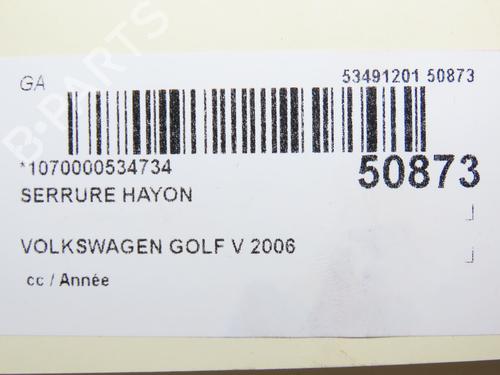 GA
53491201 50873
*1070000534734
50873
SERRURE HAYON
VOLKSWAGEN GOLF V 2006
cc / Année
B-PARTS